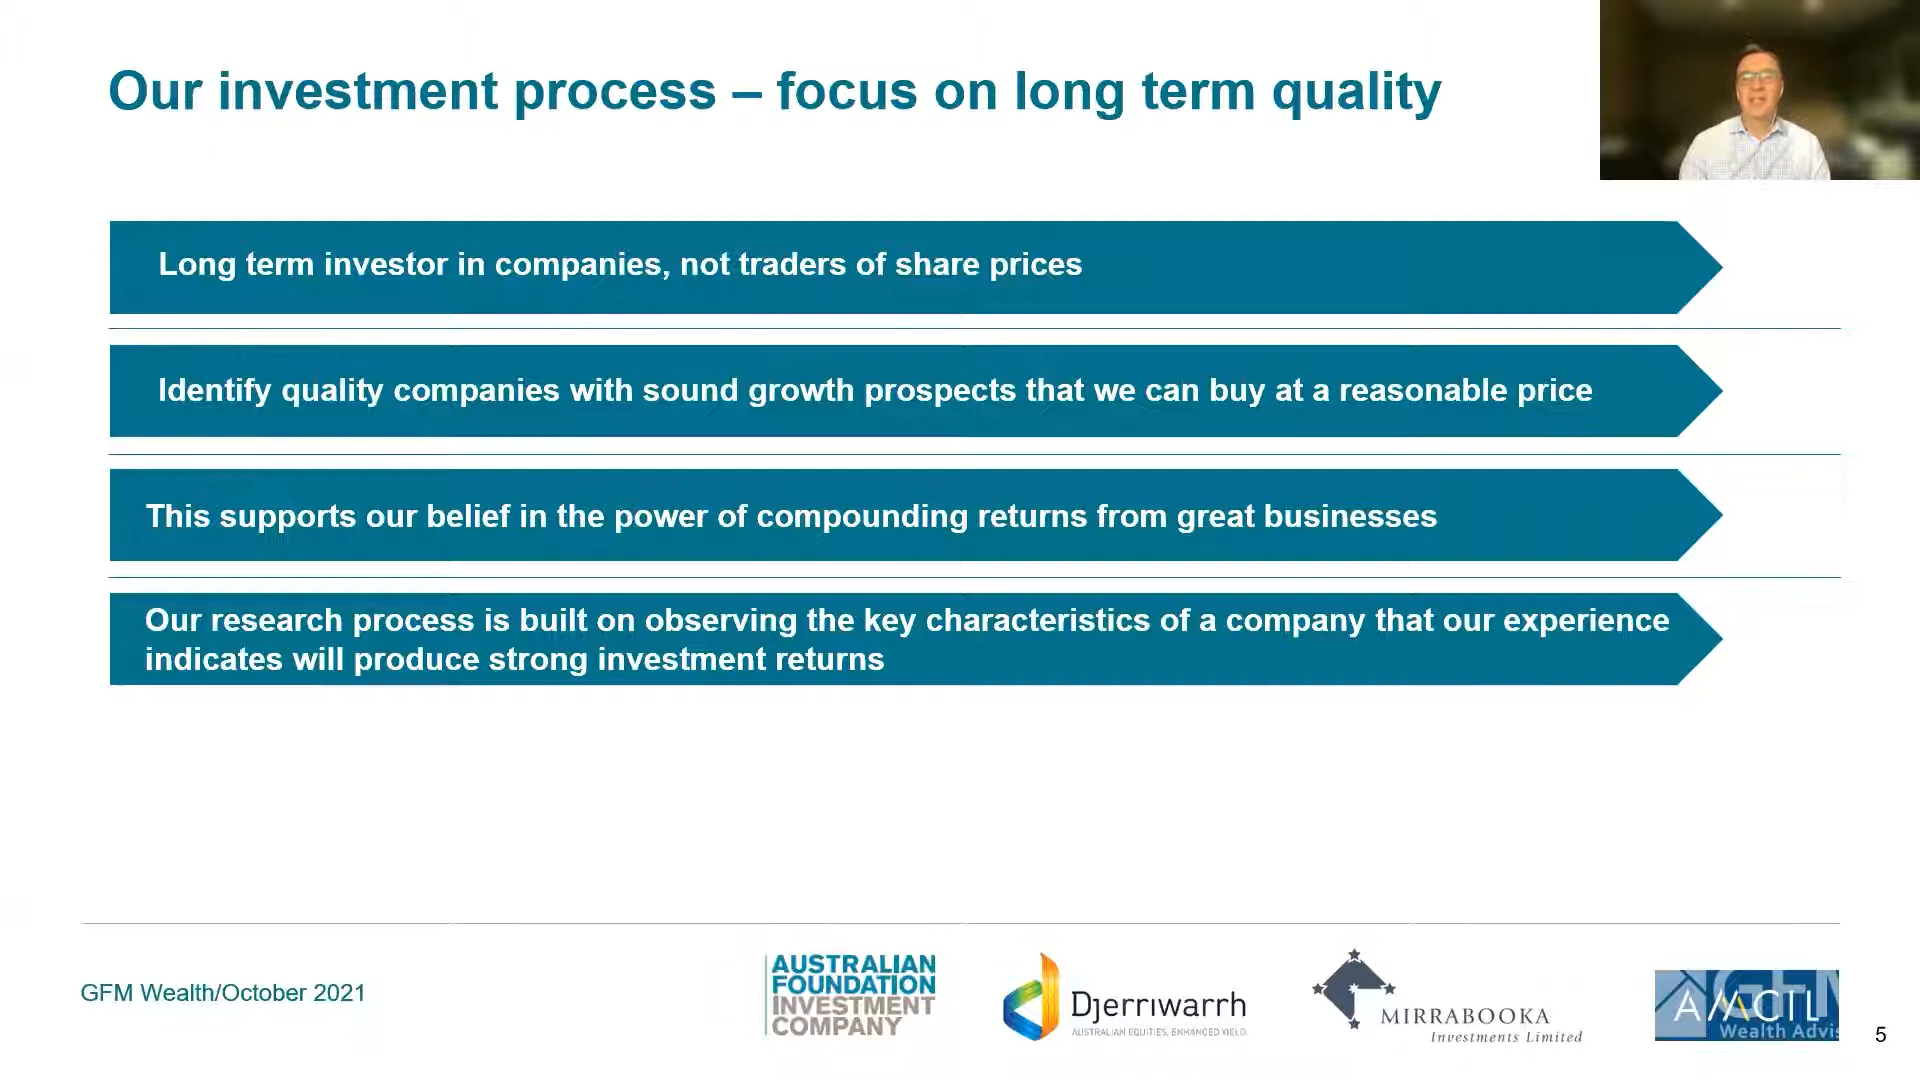 Our investment process – focus on long term quality
Long term investor in companies, not traders of share prices
Identify quality companies with sound growth prospects that we can buy at a reasonable price
This supports our belief in the power of compounding returns from great businesses
Our research process is built on observing the key characteristics of a company that our experience
indicates will produce strong investment returns
GFM Wealth/October 2021
AUSTRALIAN
FOUNDATION
INVESTMENT
COMPANY
Djerriwarrh
AUSTRALIAN EQUITIES, ENHANCED YIELD
MIRRABOOKA
Investments Limited
AMCIL
Wealth Advis
5